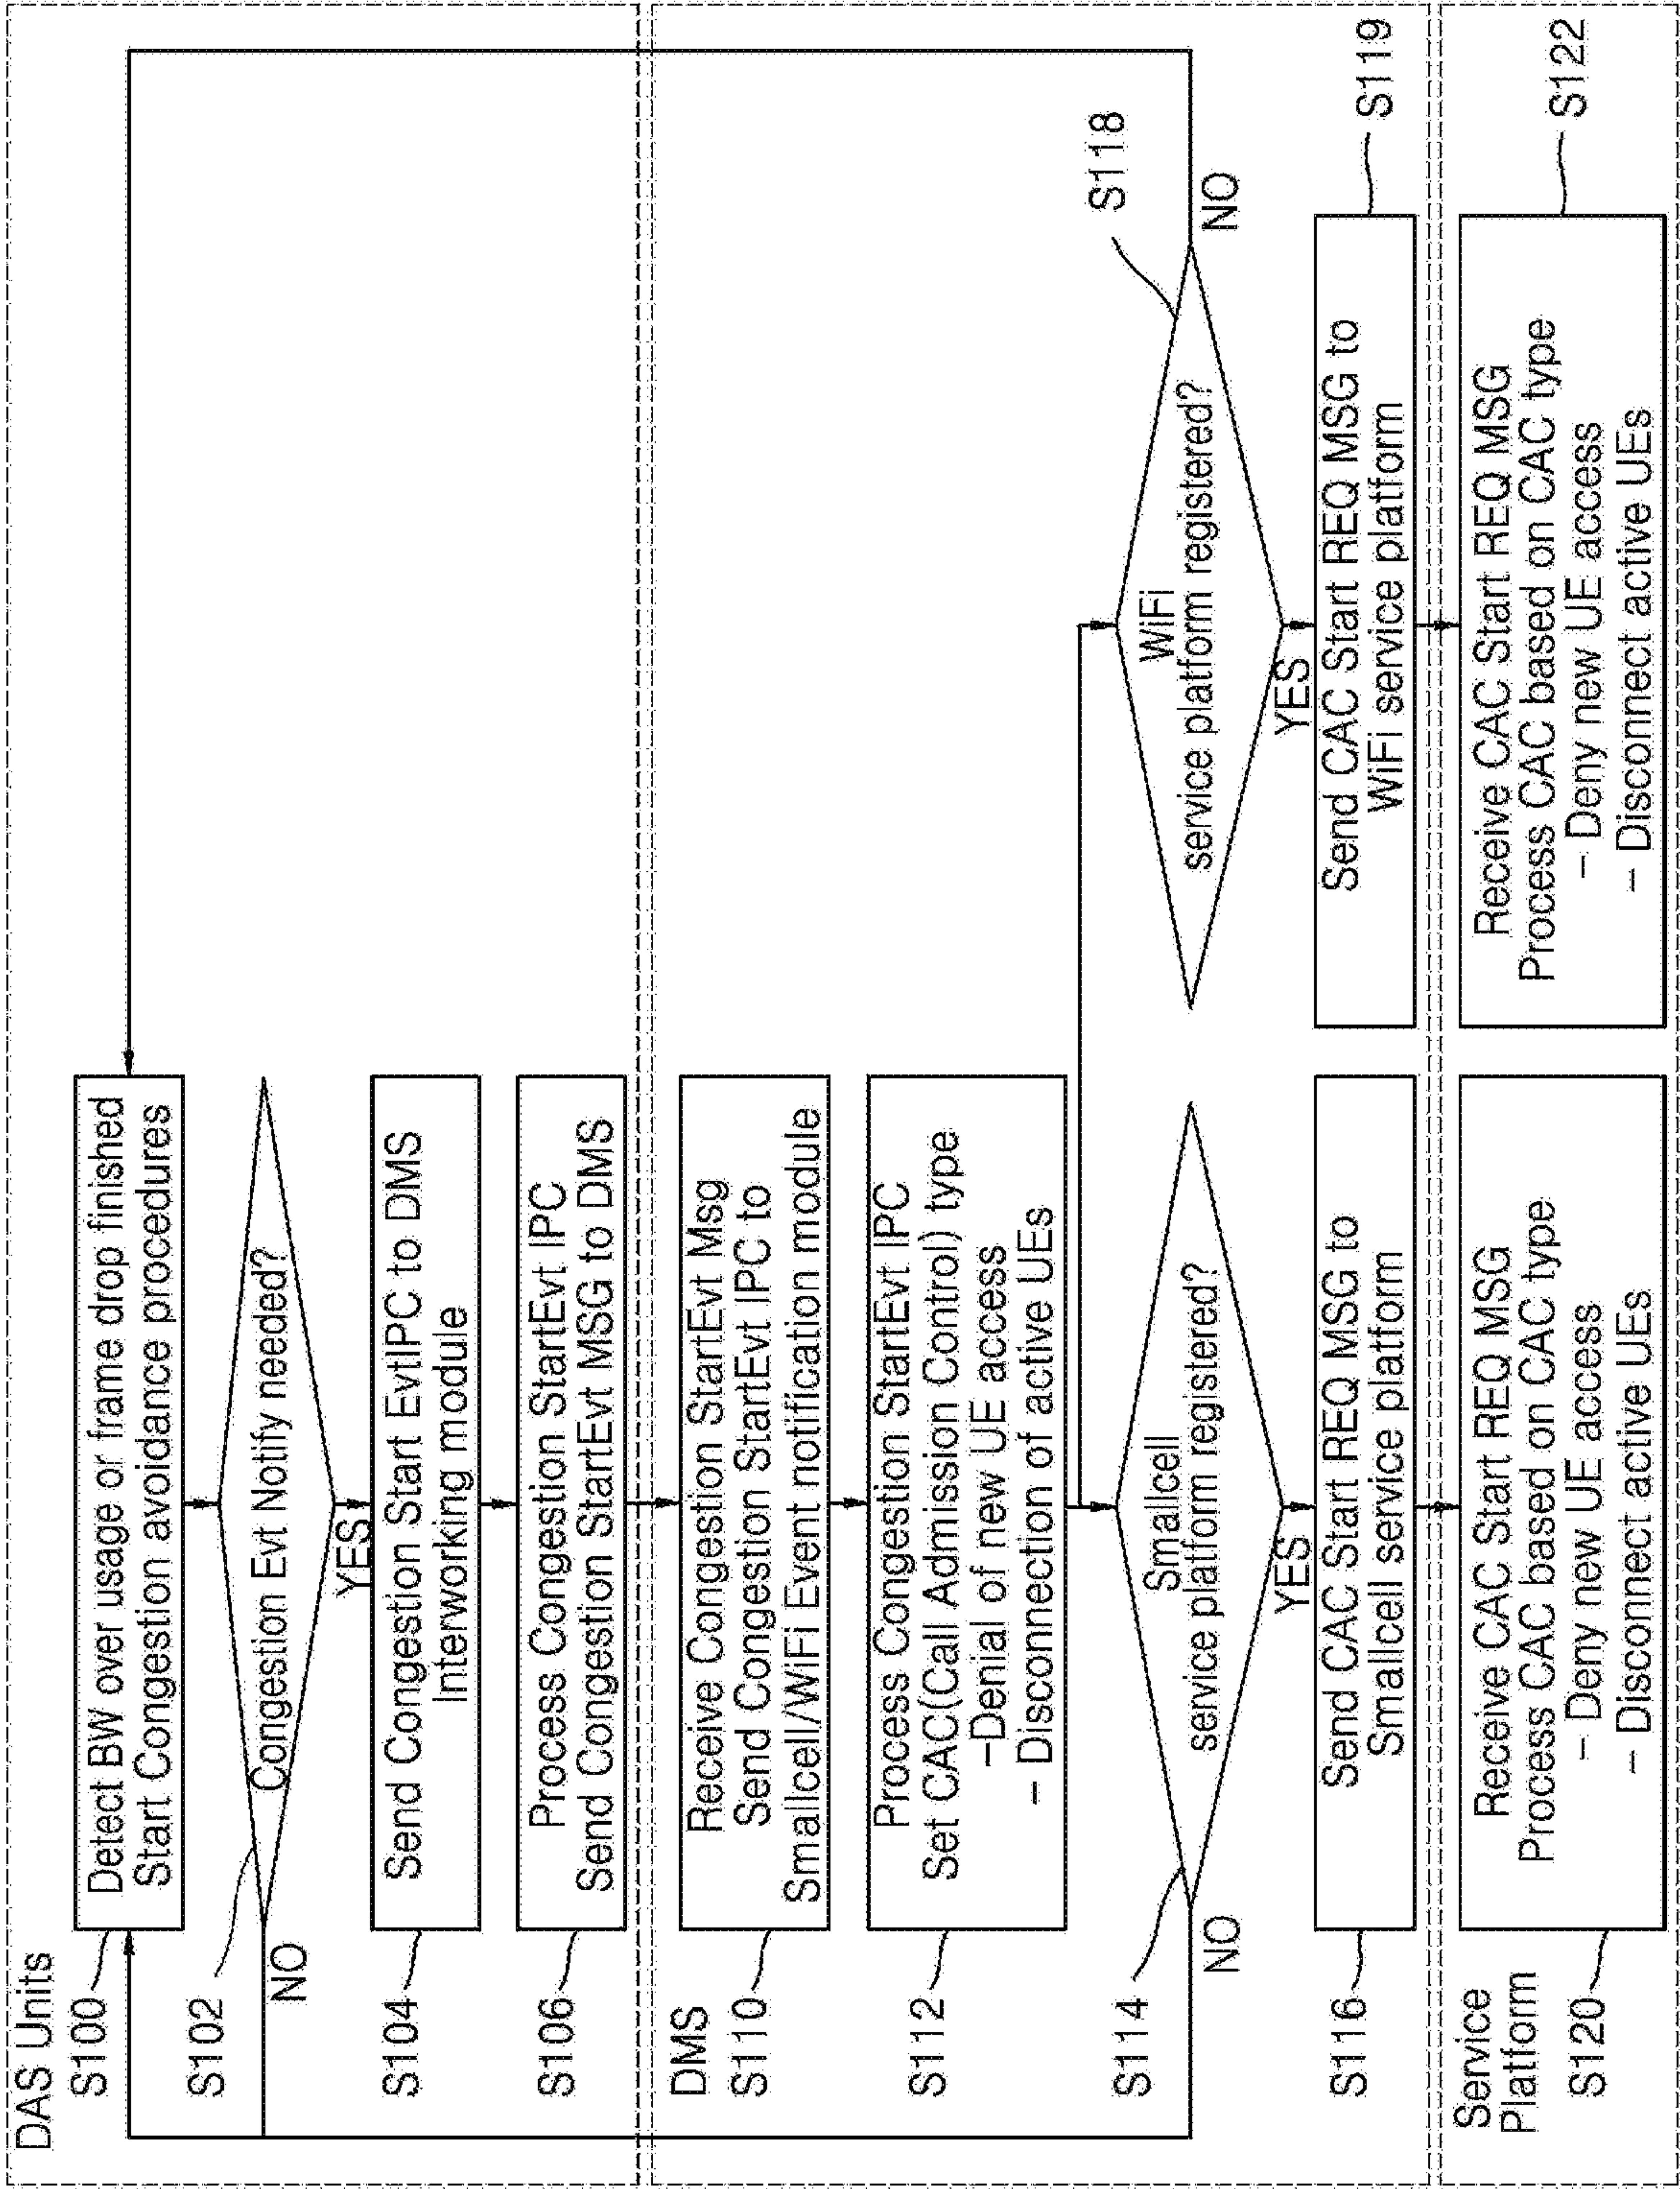 DAS Units
S100
Detect BW over usage or frame drop finished
Start Congestion avoidance procedures
S102
Congestion Evt Notify needed?
NO
YES
S104
Send Congestion Start EvtIPC to DMS
Interworking module
S106
Process Congestion StartEvt IPC
Send Congestion StartEvt MSG to DMS
DMS
S110
Receive Congestion StartEvt Msg
Send Congestion StartEvt IPC to
Smallcell/WiFi Event notification module
S112
Process Congestion StartEvt IPC
Set CAC(Call Admission Control) type
-Denial of new UE access
- Disconnection of active UEs
S114
Smallcell
service platform registered?
NO
YES
WiFi
service platform registered?
S118
NO
YES
S116
Send CAC Start REQ MSG to
Smallcell service platform
Send CAC Start REQ MSG to
WiFi service platform
S119
Service
Platform
S120
Receive CAC Start REQ MSG
Process CAC based on CAC type
- Deny new UE access
- Disconnect active UEs
Receive CAC Start REQ MSG
Process CAC based on CAC type
- Deny new UE access
- Disconnect active UEs
S122